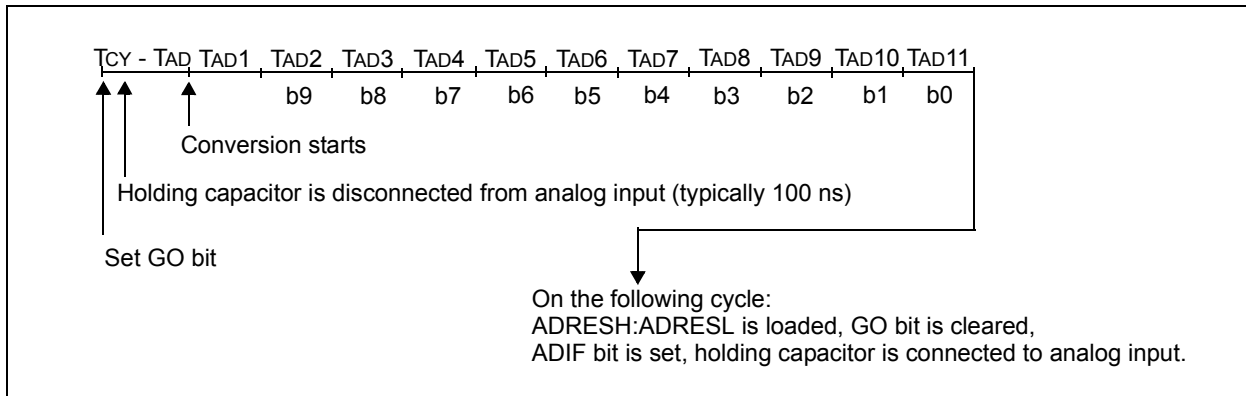 TCY - TAD TAD1 TAD2 TAD3 TAD4 TAD5 TAD6 TAD7 TAD8 TAD9 TAD10 TAD11
b9 b8 b7 b6 b5 b4 b3 b2 b1 b0
Conversion starts
Holding capacitor is disconnected from analog input (typically 100 ns)
Set GO bit
On the following cycle:
ADRESH:ADRESL is loaded, GO bit is cleared,
ADIF bit is set, holding capacitor is connected to analog input.